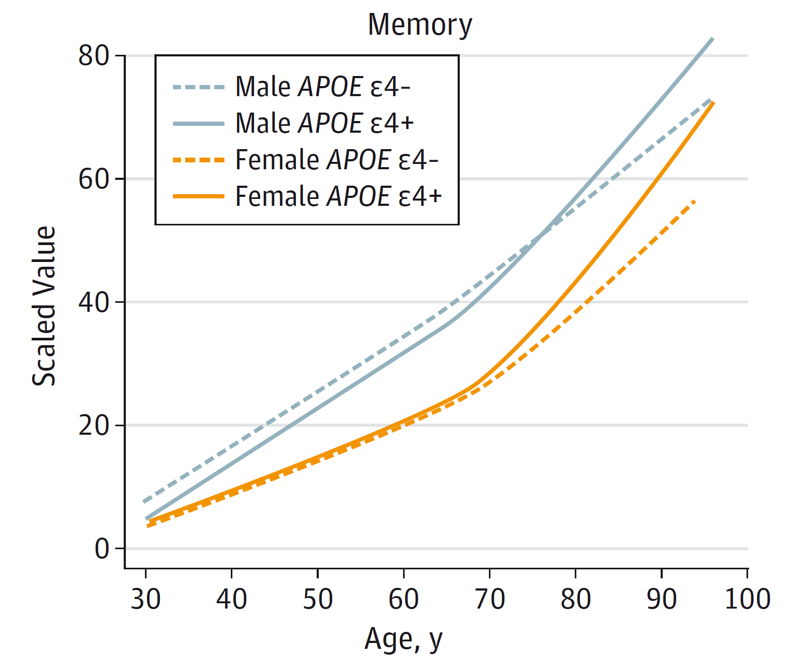 Memory
80
60
40
20
0
Scaled Value
Male APOE ε4–
Male APOE ε4+
Female APOE ε4–
Female APOE ε4+
30 40 50 60 70 80 90 100
Age, y